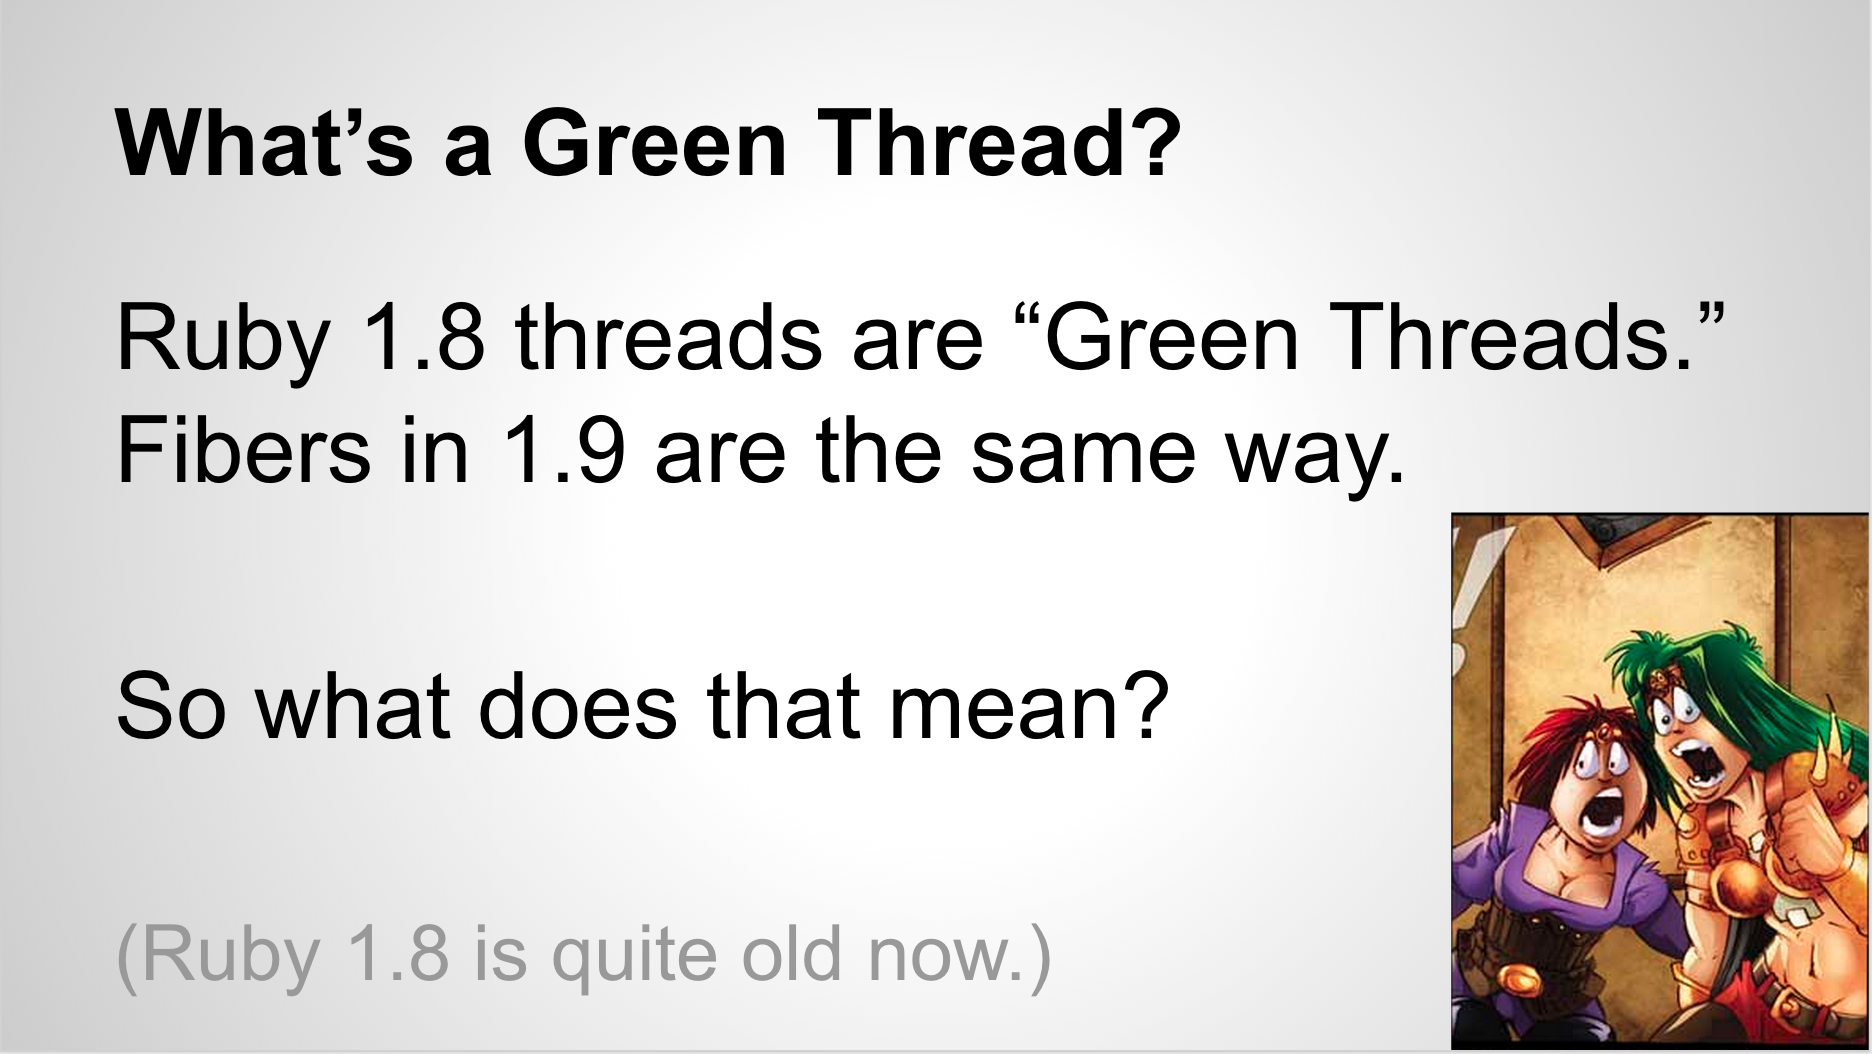 What’s a Green Thread?
Ruby 1.8 threads are “Green Threads.”
Fibers in 1.9 are the same way.
So what does that mean?
(Ruby 1.8 is quite old now.)
!